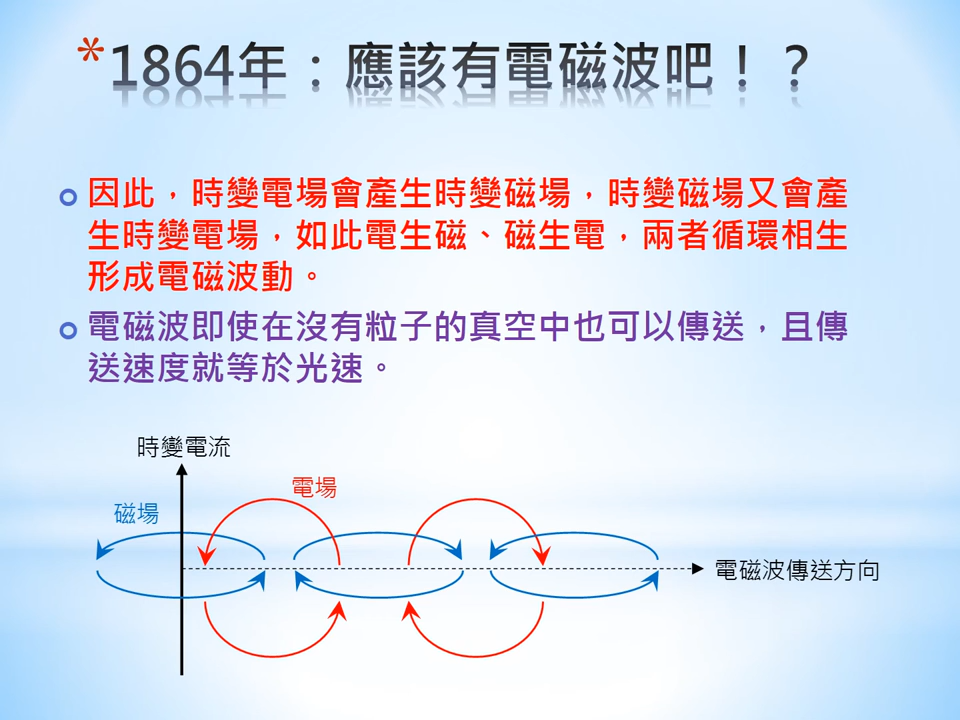 *1864年：應該有電磁波吧！？
因此，時變電場會產生時變磁場，時變磁場又會產
生時變電場，如此電生磁、磁生電，兩者循環相生
形成電磁波動。
電磁波即使在沒有粒子的真空中也可以傳送，且傳
送速度就等於光速。
時變電流
電場
磁場
電磁波傳送方向